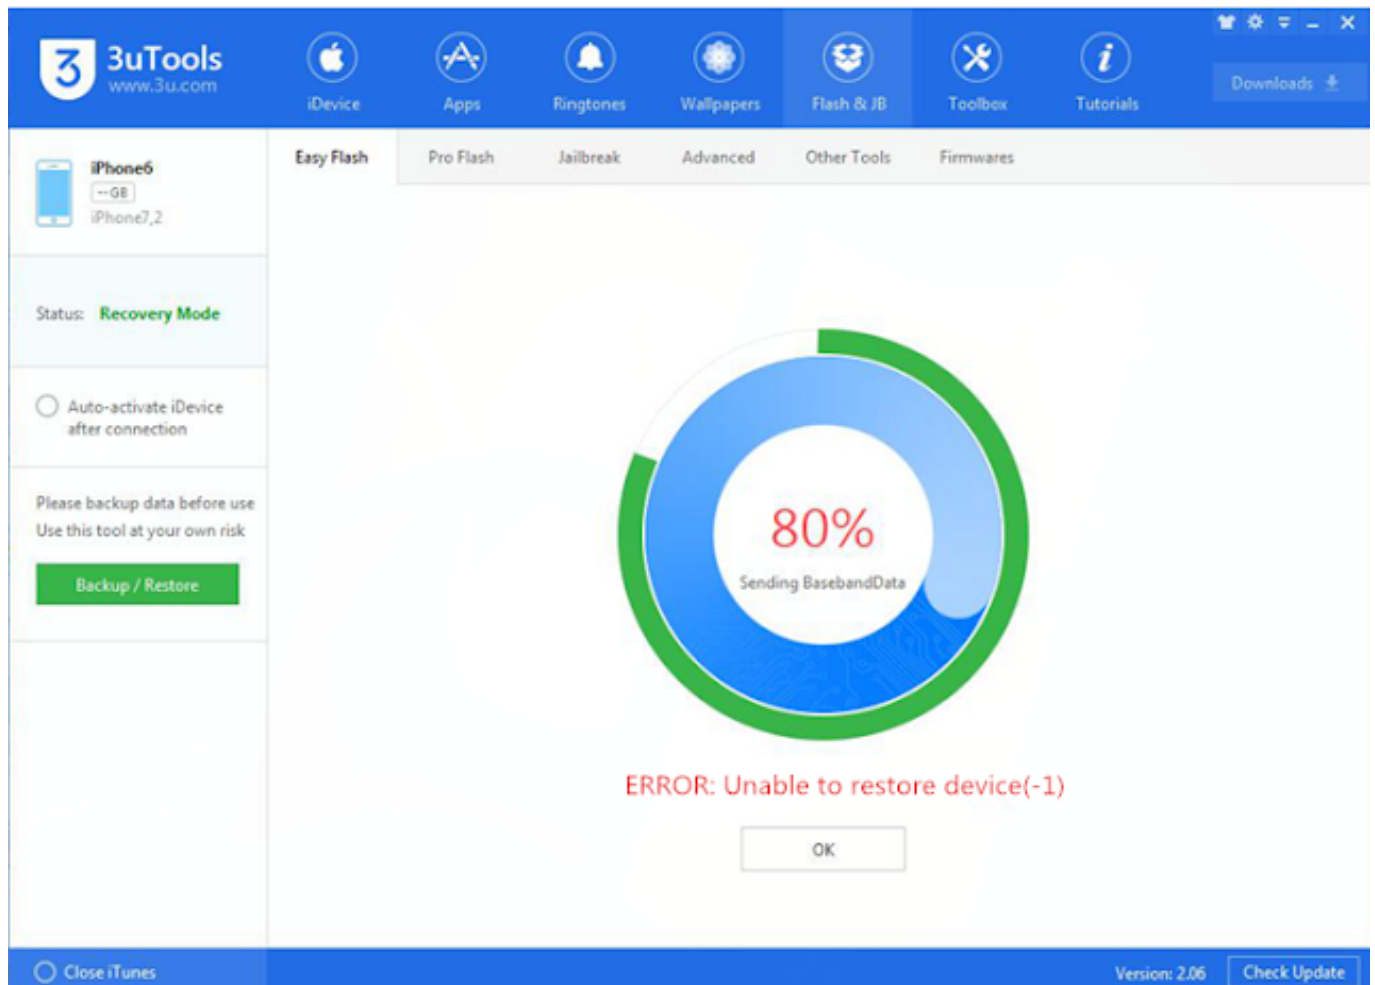 3 3uTools
www.3u.com
iDevice
Apps
Ringtones
Wallpapers
Flash & JB
Toolbox
i
Tutorials
Downloads
iPhone6
--GB
iPhone7,2
Easy Flash
Pro Flash
Jailbreak
Advanced
Other Tools
Firmwares
Status: Recovery Mode
Auto-activate iDevice
after connection
Please backup data before use
Use this tool at your own risk
Backup / Restore
80%
Sending BasebandData
ERROR: Unable to restore device(-1)
OK
Close iTunes
Version: 2.06
Check Update